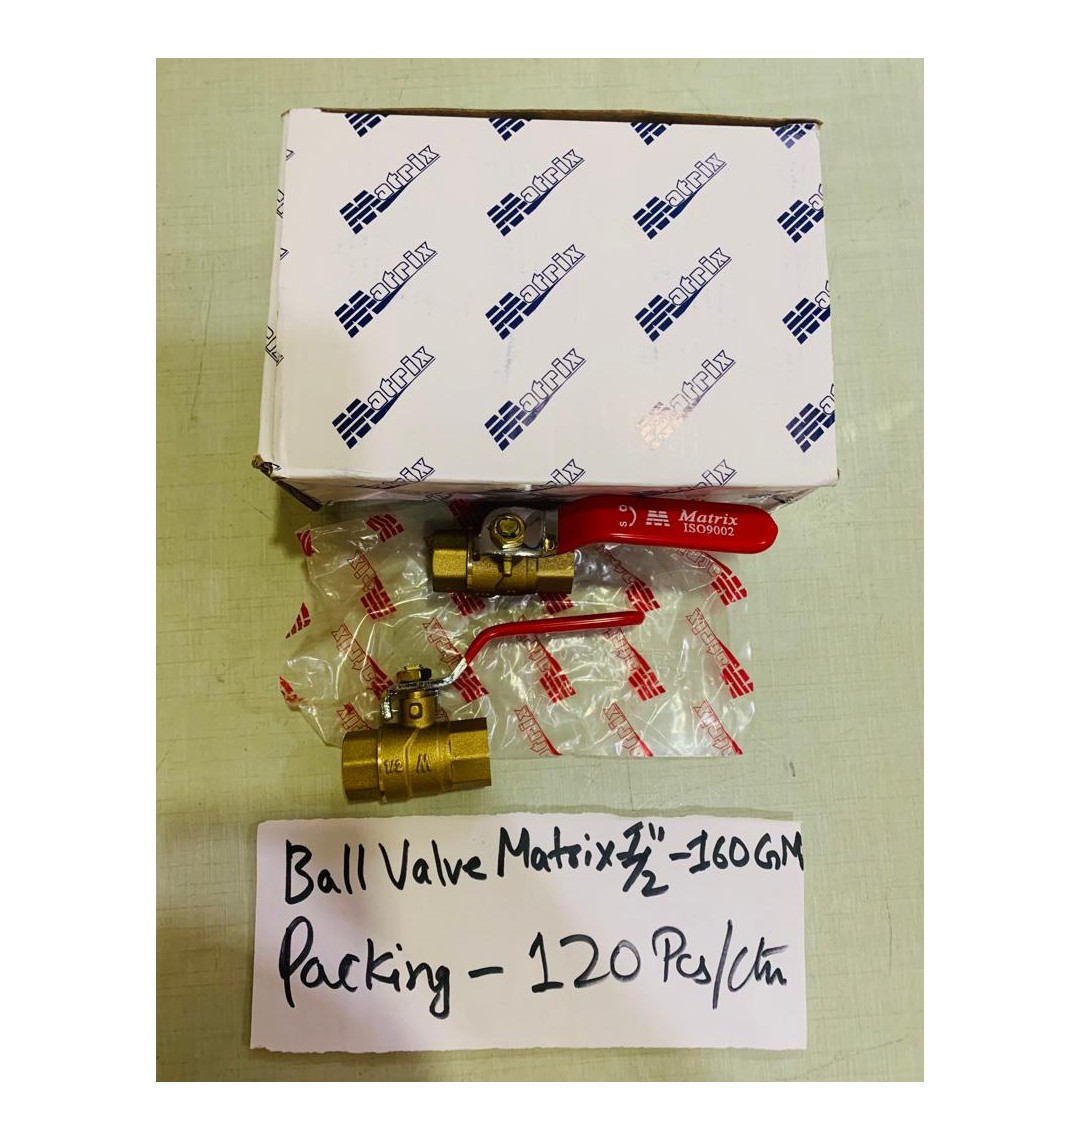 Matrix Matrix Matrix
Matrix Matrix Matrix
Matrix Matrix Matrix
S O
Matrix
ISO9002
1/2 M
Ball Valve Matrix 1/2" - 160 GM
Packing - 120 Pcs/ctn